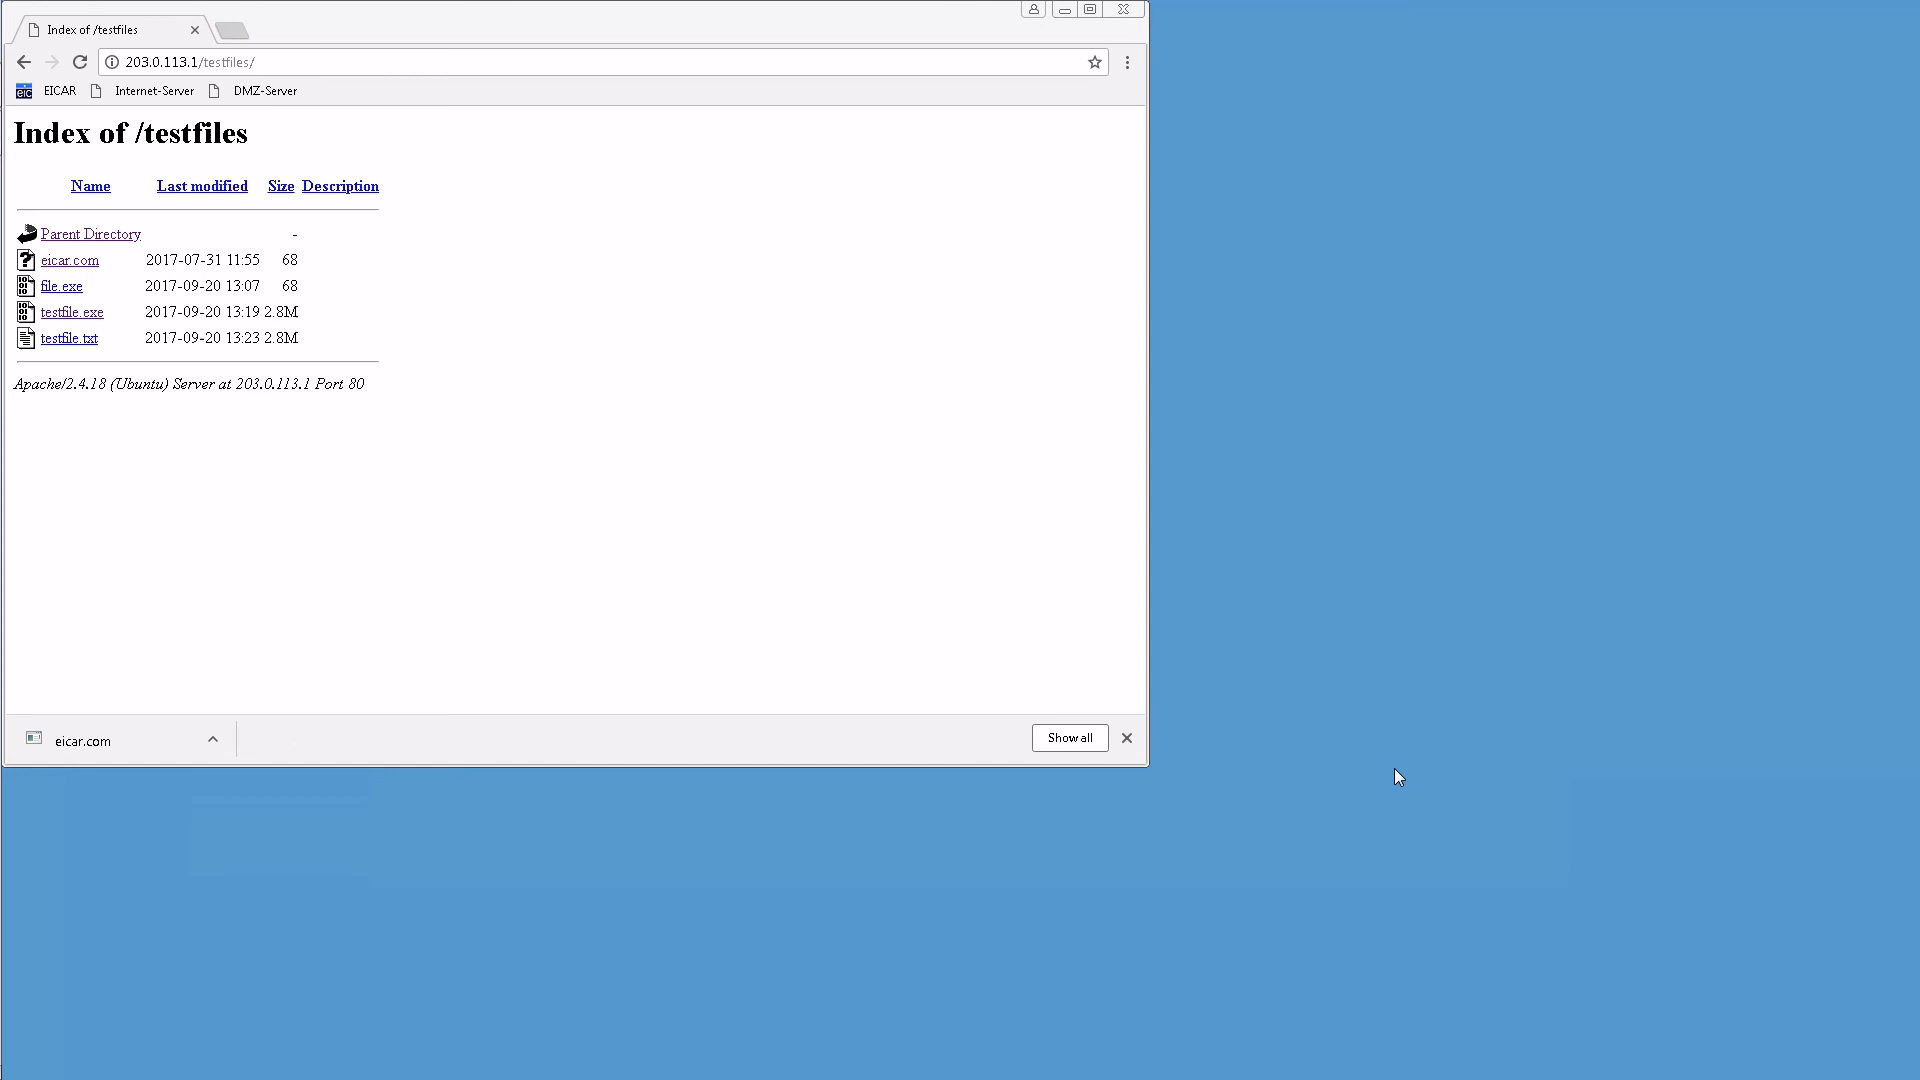 Index of /testfiles
203.0.113.1/testfiles/
EICAR Internet-Server DMZ-Server
Index of /testfiles
Name Last modified Size Description
Parent Directory -
eicar.com 2017-07-31 11:55 68
file.exe 2017-09-20 13:07 68
testfile.exe 2017-09-20 13:19 2.8M
testfile.txt 2017-09-20 13:23 2.8M
Apache/2.4.18 (Ubuntu) Server at 203.0.113.1 Port 80
eicar.com Show all